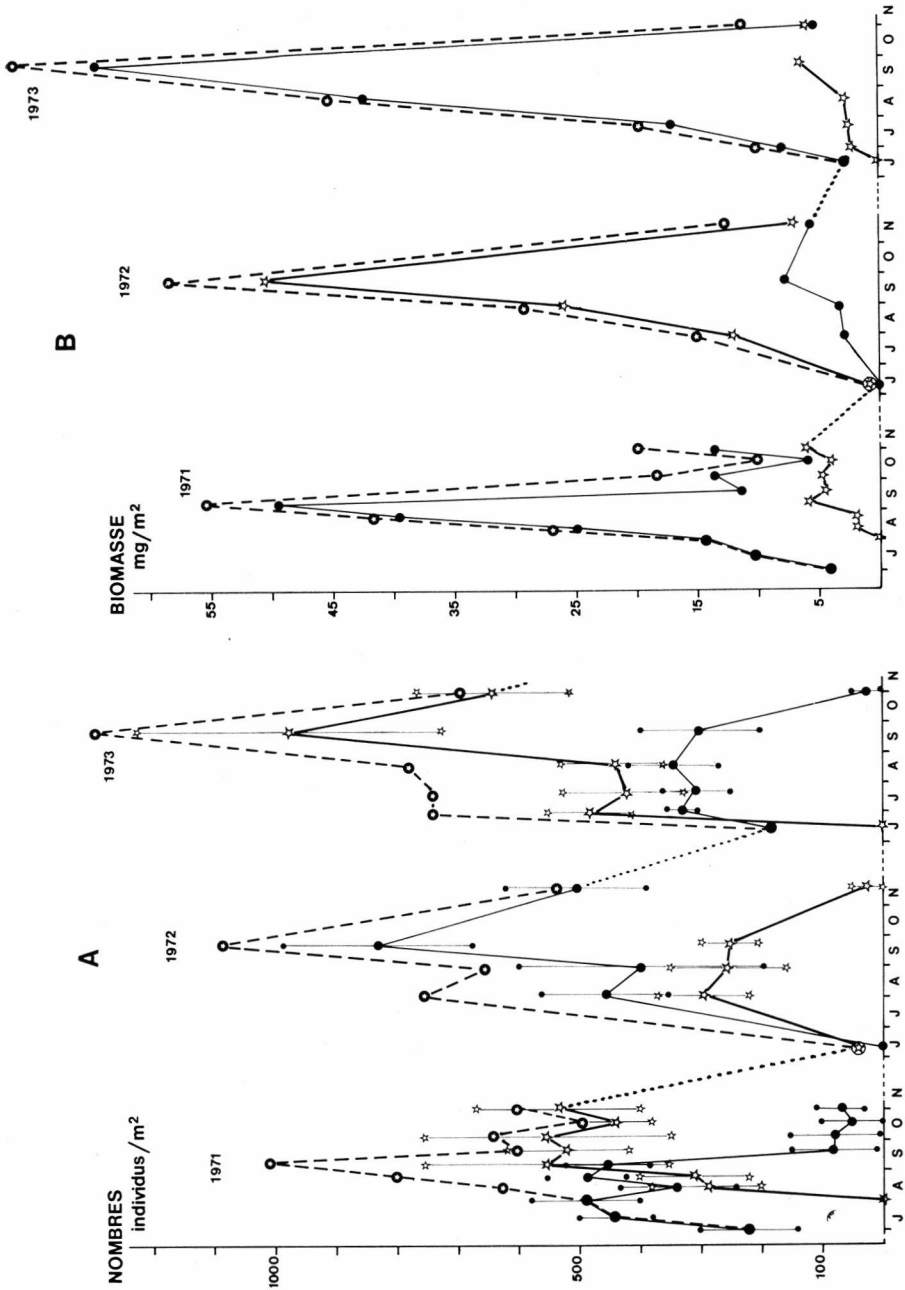 A
NOMBRES
individus/m2
1971
1972
1973
1000
500
100
J A S O N
J J A S O N
J J A S O N
B
BIOMASSE
mg/m2
1971
1972
1973
55
45
35
25
15
5
J A S O N
J J A S O N
J J A S O N